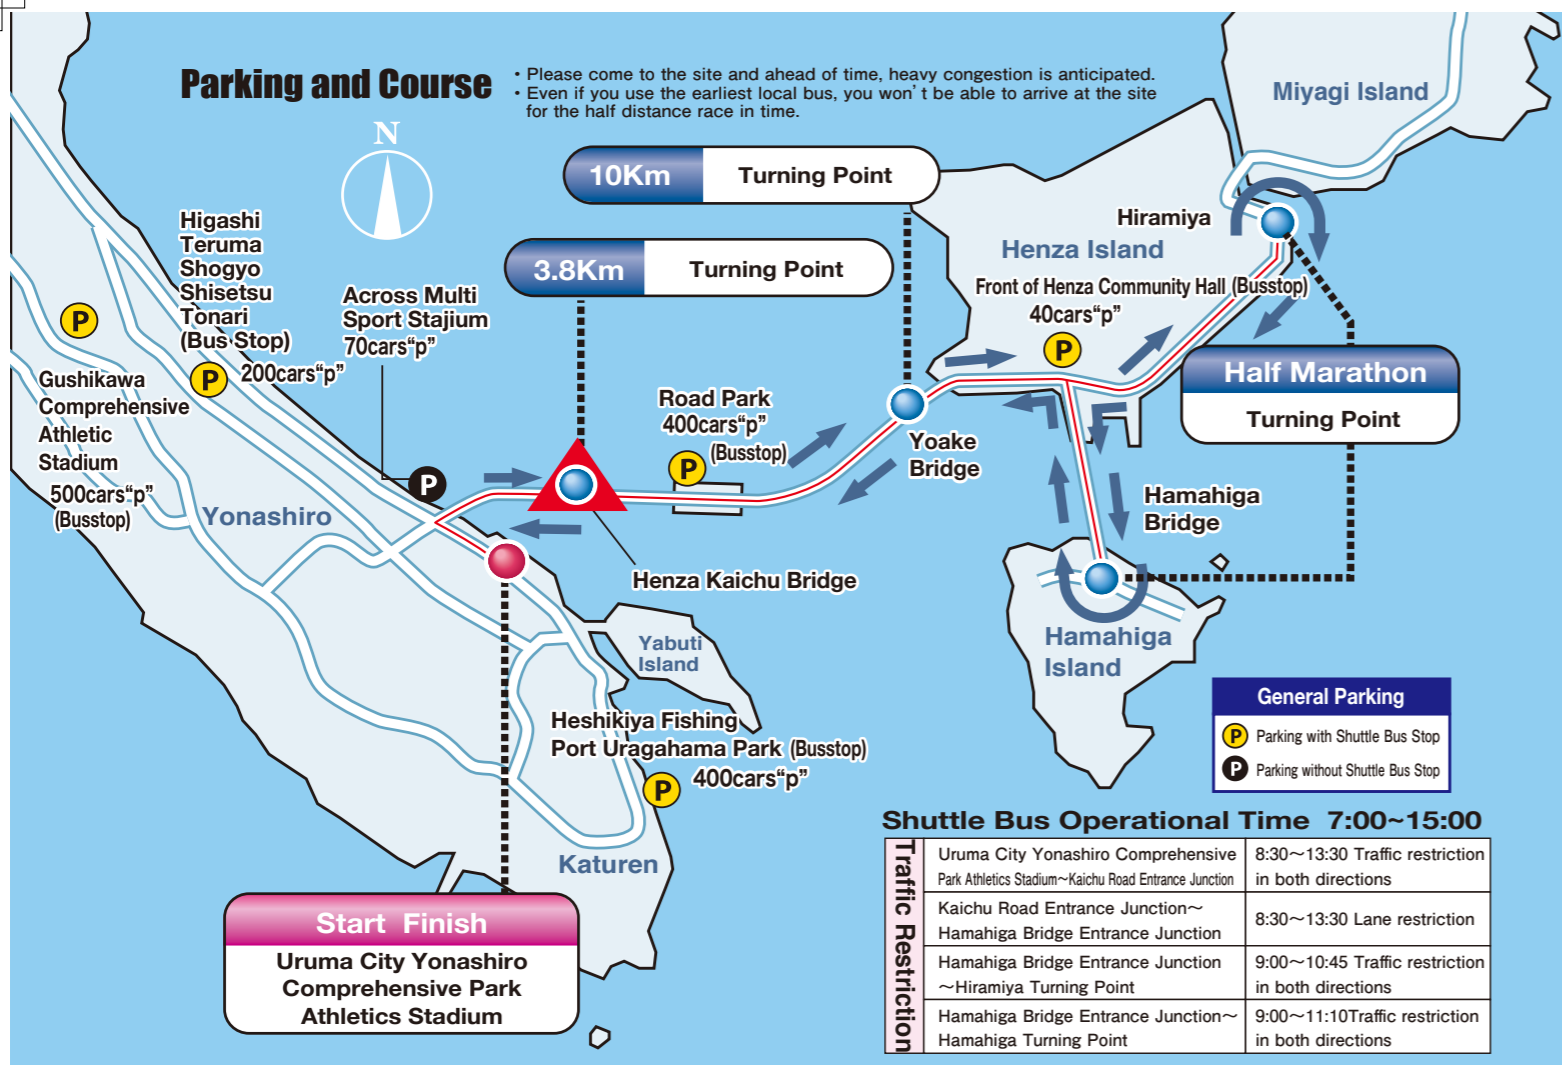 Parking and Course
・Please come to the site and ahead of time, heavy congestion is anticipated.
・Even if you use the earliest local bus, you won't be able to arrive at the site
for the half distance race in time.
N
Miyagi Island
10Km Turning Point
3.8Km Turning Point
Higashi
Teruma
Shogyo
Shisetsu
Tonari
(Bus Stop)
P 200cars“p”
Across Multi
Sport Stajium
70cars“p”
P
P
Gushikawa
Comprehensive
Athletic
Stadium
500cars“p”
(Busstop)
Yonashiro
Hiramiya
Henza Island
Front of Henza Community Hall (Busstop)
40cars“p”
P
Half Marathon
Turning Point
Road Park
400cars“p”
(Busstop)
P
Yoake
Bridge
Hamahiga
Bridge
Henza Kaichu Bridge
Yabuti
Island
Hamahiga
Island
Heshikiya Fishing
Port Uragahama Park (Busstop)
P 400cars“p”
Katuren
Start Finish
Uruma City Yonashiro
Comprehensive Park
Athletics Stadium
General Parking
P Parking with Shuttle Bus Stop
P Parking without Shuttle Bus Stop
Shuttle Bus Operational Time 7:00~15:00
Traffic Restriction
Uruma City Yonashiro Comprehensive
Park Athletics Stadium～Kaichu Road Entrance Junction
8:30～13:30 Traffic restriction
in both directions
Kaichu Road Entrance Junction～
Hamahiga Bridge Entrance Junction
8:30～13:30 Lane restriction
Hamahiga Bridge Entrance Junction
～Hiramiya Turning Point
9:00～10:45 Traffic restriction
in both directions
Hamahiga Bridge Entrance Junction～
Hamahiga Turning Point
9:00～11:10Traffic restriction
in both directions